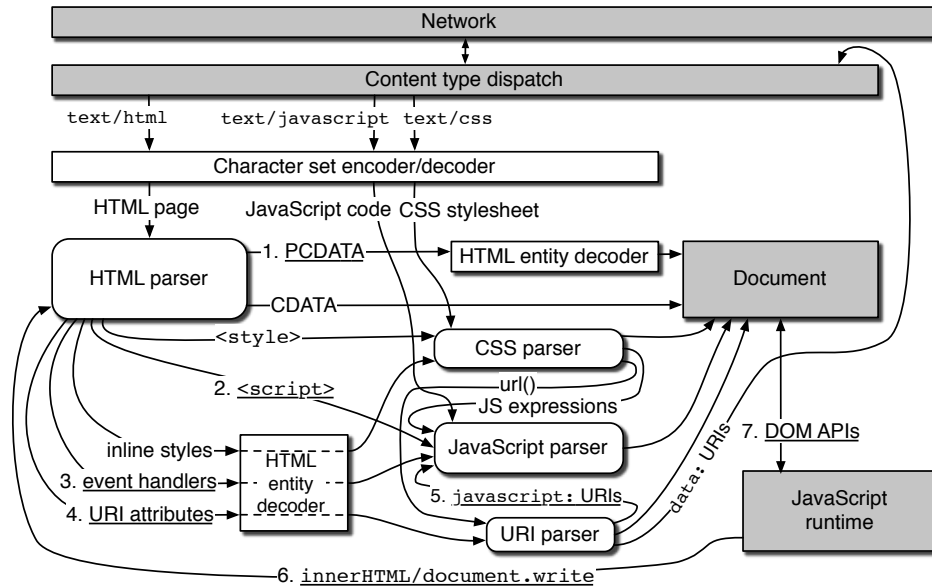 Network
Content type dispatch
text/html
text/javascript
text/css
Character set encoder/decoder
HTML page
JavaScript code
CSS stylesheet
1. PCDATA
HTML entity decoder
HTML parser
Document
CDATA
<style>
CSS parser
url()
2. <script>
JS expressions
JavaScript parser
7. DOM APIs
inline styles
HTML
entity
decoder
3. event handlers
4. URI attributes
5. javascript: URIs
data: URIs
URI parser
JavaScript
runtime
6. innerHTML/document.write